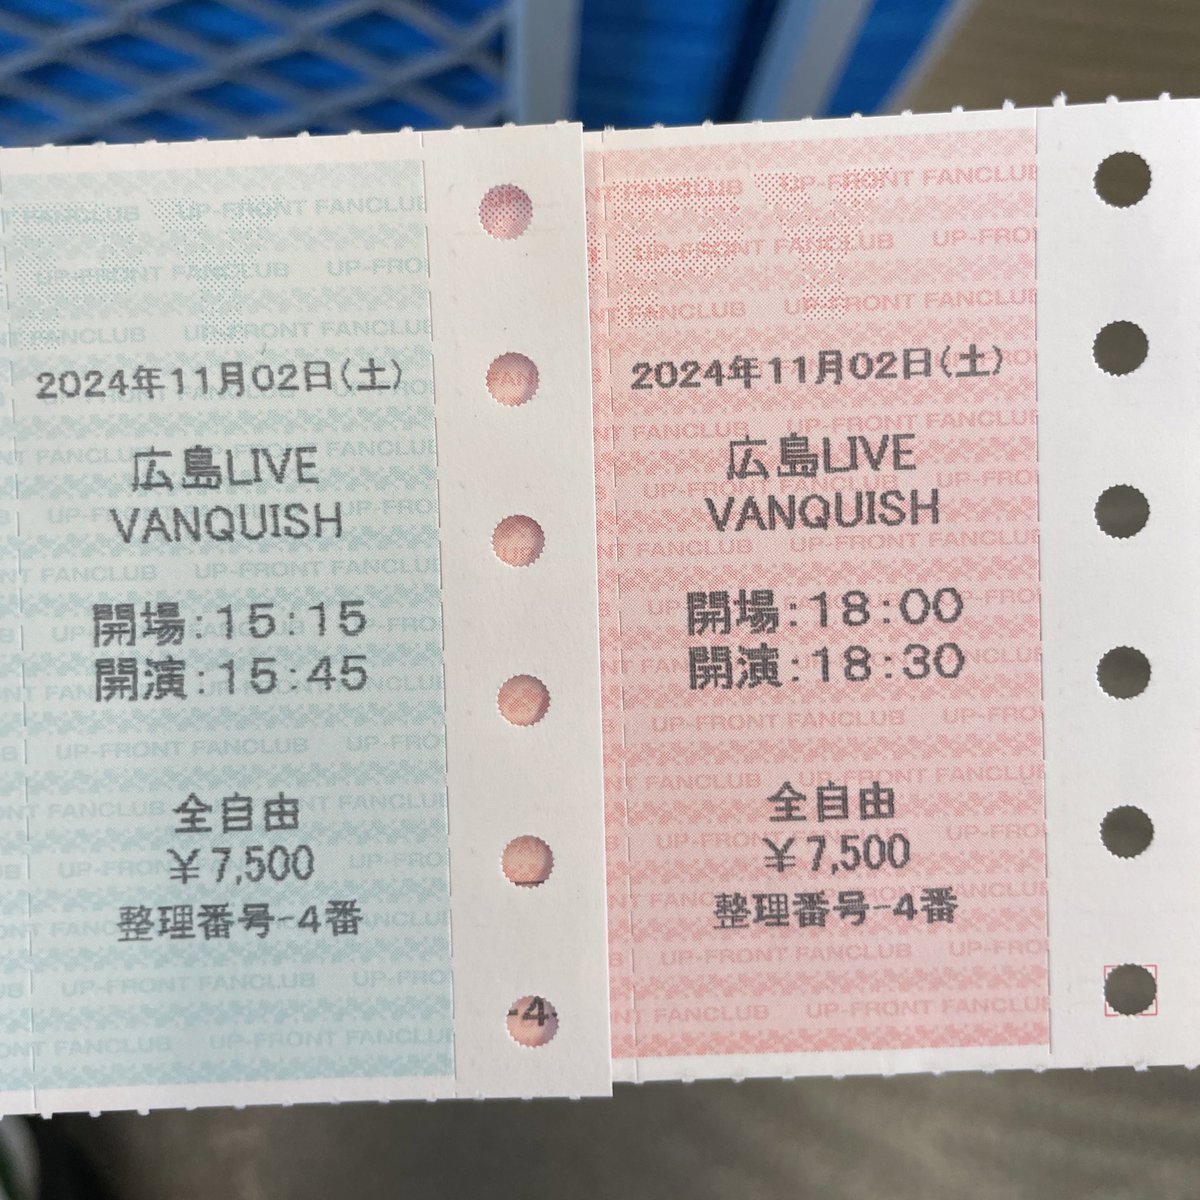 2024年11月02日(土)
広島LIVE
VANQUISH
開場:15:15
開演:15:45
全自由
¥7,500
整理番号-4番
-4
2024年11月02日(土)
広島LIVE
VANQUISH
開場:18:00
開演:18:30
全自由
¥7,500
整理番号-4番
UP-FRONT FANCLUB